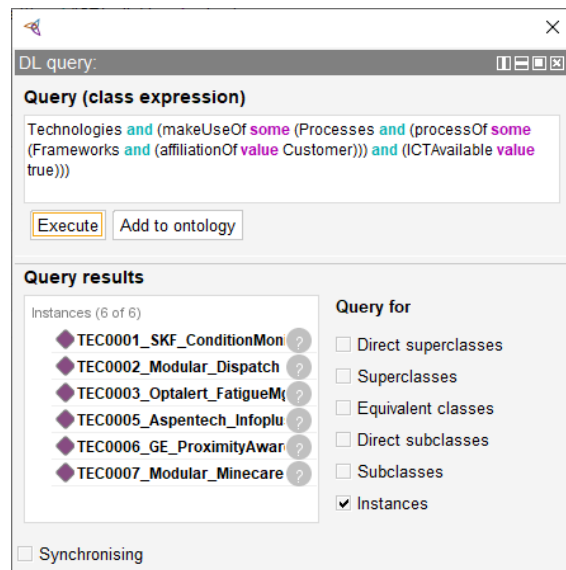 DL query:
Query (class expression)
Technologies and (makeUseOf some (Processes and (processOf some
(Frameworks and (affiliationOf value Customer))) and (ICTAvailable value
true)))
Execute
Add to ontology
Query results
Instances (6 of 6)
TEC0001_SKF_ConditionMon
TEC0002_Modular_Dispatch
TEC0003_Optalert_FatigueM
TEC0005_Aspentech_Infoplu
TEC0006_GE_ProximityAwar
TEC0007_Modular_Minecare
?
?
?
?
?
?
Query for
Direct superclasses
Superclasses
Equivalent classes
Direct subclasses
Subclasses
Instances
Synchronising